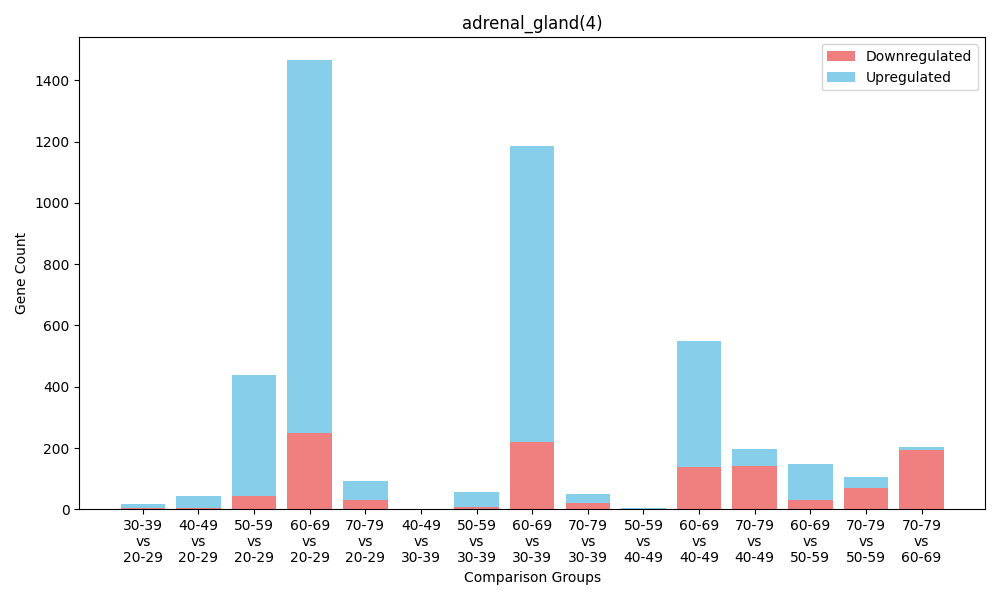 adrenal_gland(4)
Downregulated
Upregulated
Gene Count
1400
1200
1000
800
600
400
200
0
30-39 vs 20-29
40-49 vs 20-29
50-59 vs 20-29
60-69 vs 20-29
70-79 vs 20-29
40-49 vs 30-39
50-59 vs 30-39
60-69 vs 30-39
70-79 vs 30-39
50-59 vs 40-49
60-69 vs 40-49
70-79 vs 40-49
60-69 vs 50-59
70-79 vs 50-59
70-79 vs 60-69
Comparison Groups